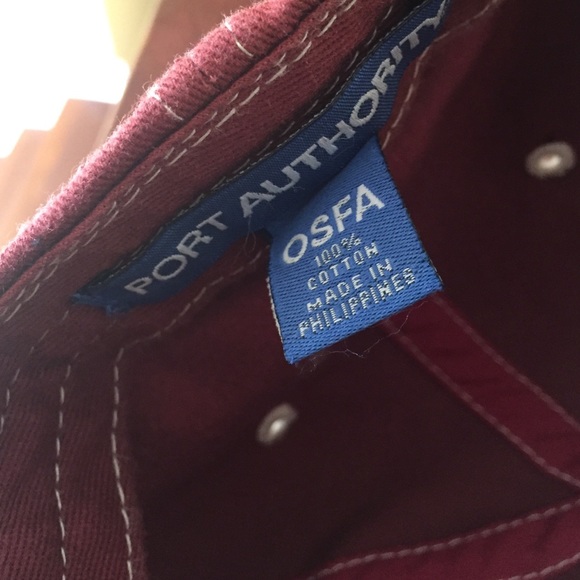 PORT AUTHORITY
OSFA
100%
COTTON
MADE IN
PHILIPPINES